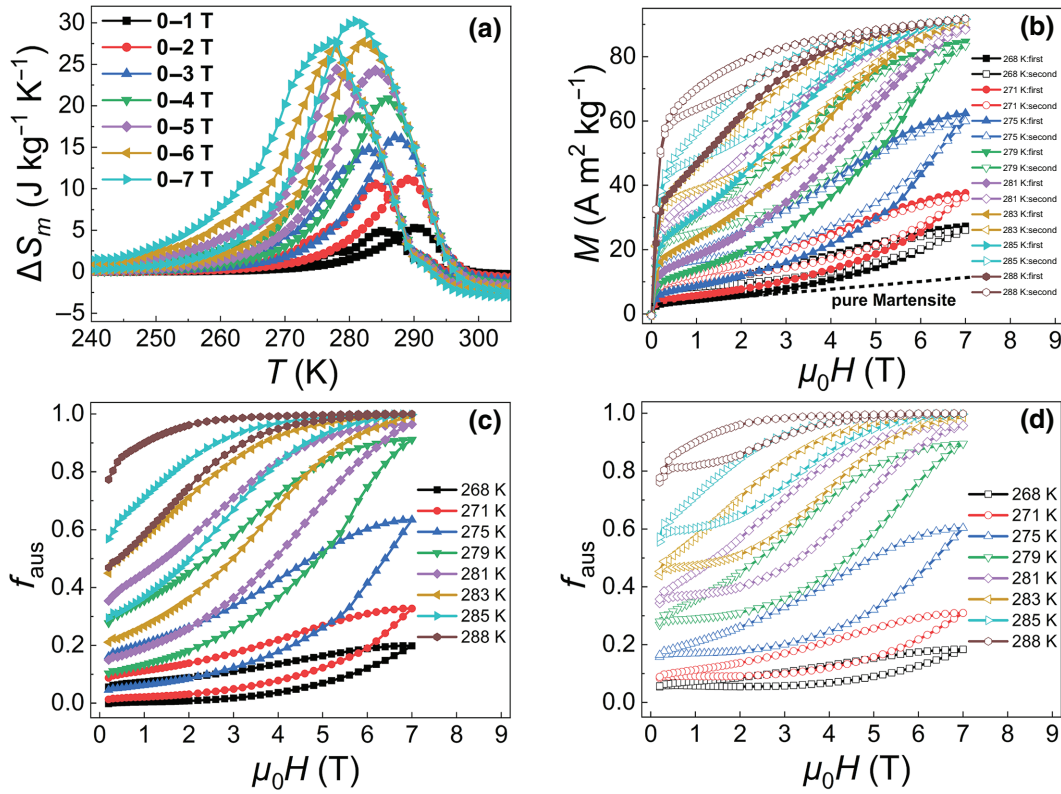 (a)
0–1 T
0–2 T
0–3 T
0–4 T
0–5 T
0–6 T
0–7 T
ΔSm (J kg⁻¹ K⁻¹)
30
25
20
15
10
5
0
–5
240 250 260 270 280 290 300
T (K)
(b)
M (A m² kg⁻¹)
80
60
40
20
0
268 K:first
268 K:second
271 K:first
271 K:second
275 K:first
275 K:second
279 K:first
279 K:second
281 K:first
281 K:second
283 K:first
283 K:second
285 K:first
285 K:second
288 K:first
288 K:second
pure Martensite
0 1 2 3 4 5 6 7 8 9
μ₀H (T)
(c)
faus
1.0
0.8
0.6
0.4
0.2
0.0
268 K
271 K
275 K
279 K
281 K
283 K
285 K
288 K
0 1 2 3 4 5 6 7 8 9
μ₀H (T)
(d)
faus
1.0
0.8
0.6
0.4
0.2
0.0
268 K
271 K
275 K
279 K
281 K
283 K
285 K
288 K
0 1 2 3 4 5 6 7 8 9
μ₀H (T)